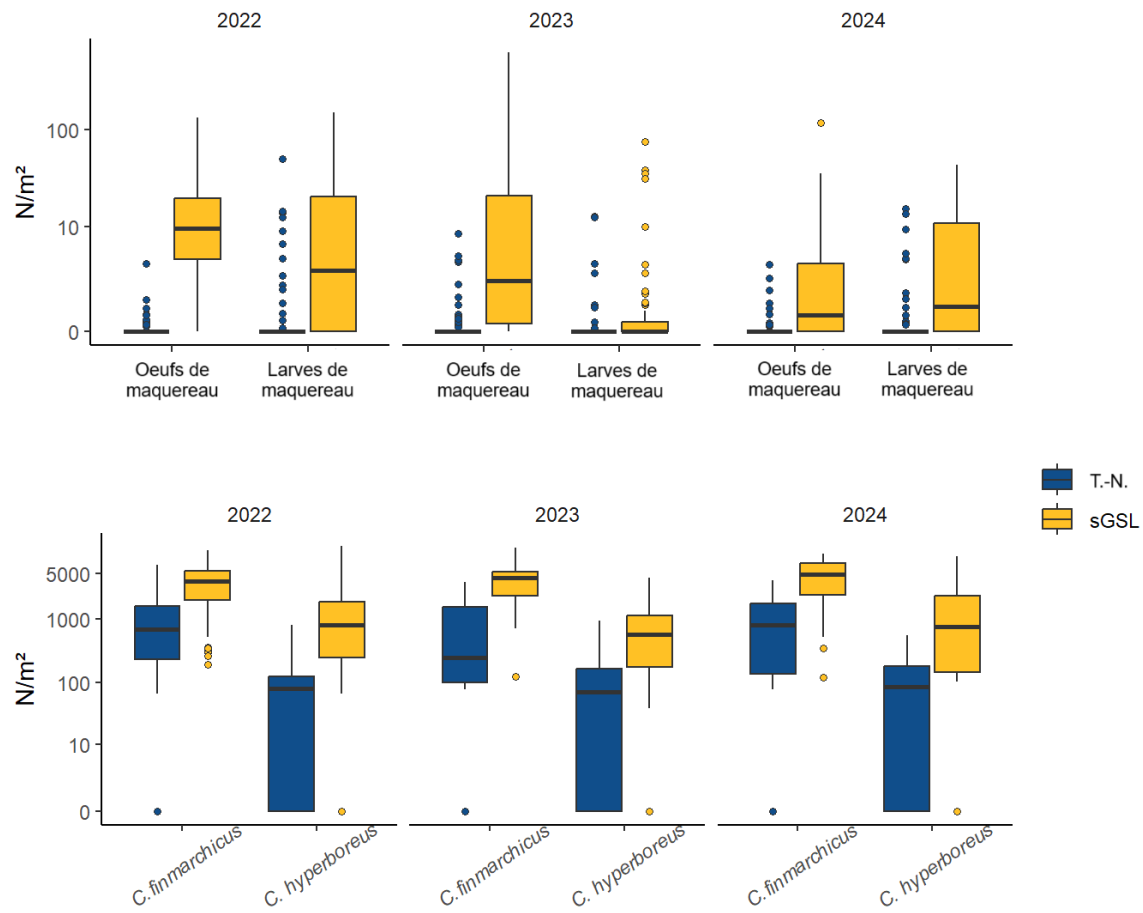 2022
2023
2024
N/m²
100
10
0
Oeufs de
maquereau
Larves de
maquereau
Oeufs de
maquereau
Larves de
maquereau
Oeufs de
maquereau
Larves de
maquereau
T.-N.
sGSL
2022
2023
2024
N/m²
5000
1000
100
10
0
C. finmarchicus
C. hyperboreus
C. finmarchicus
C. hyperboreus
C. finmarchicus
C. hyperboreus